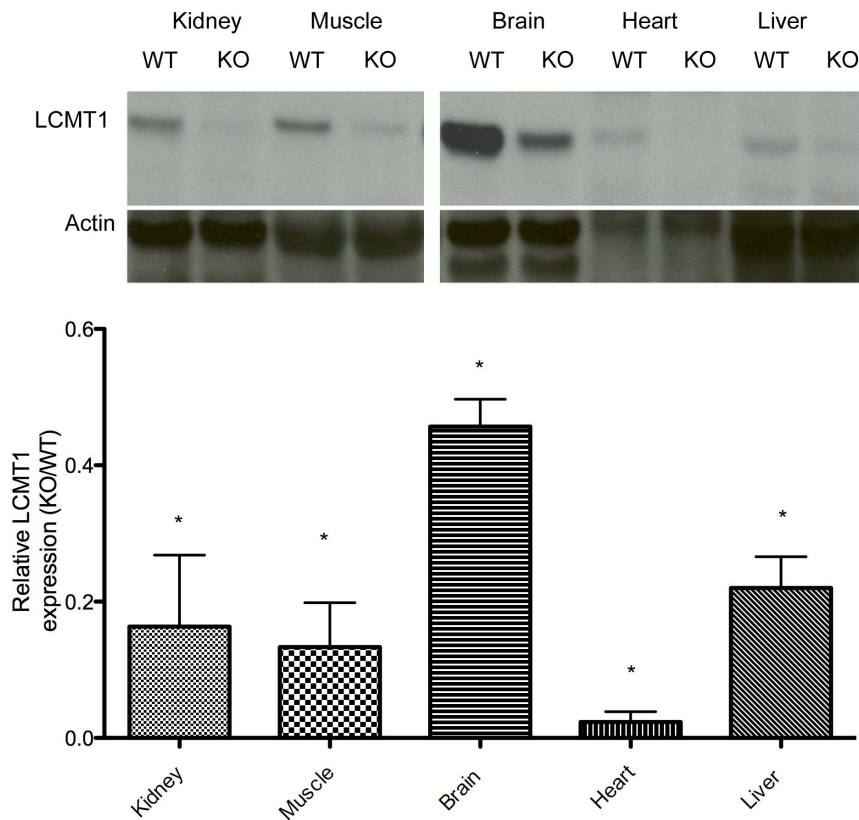 Kidney Muscle Brain Heart Liver
WT KO WT KO WT KO WT KO WT KO
LCMT1
Actin
0.6
*
0.4
*
*
*
0.2
*
0.0
Relative LCMT1
expression (KO/WT)
Kidney Muscle Brain Heart Liver